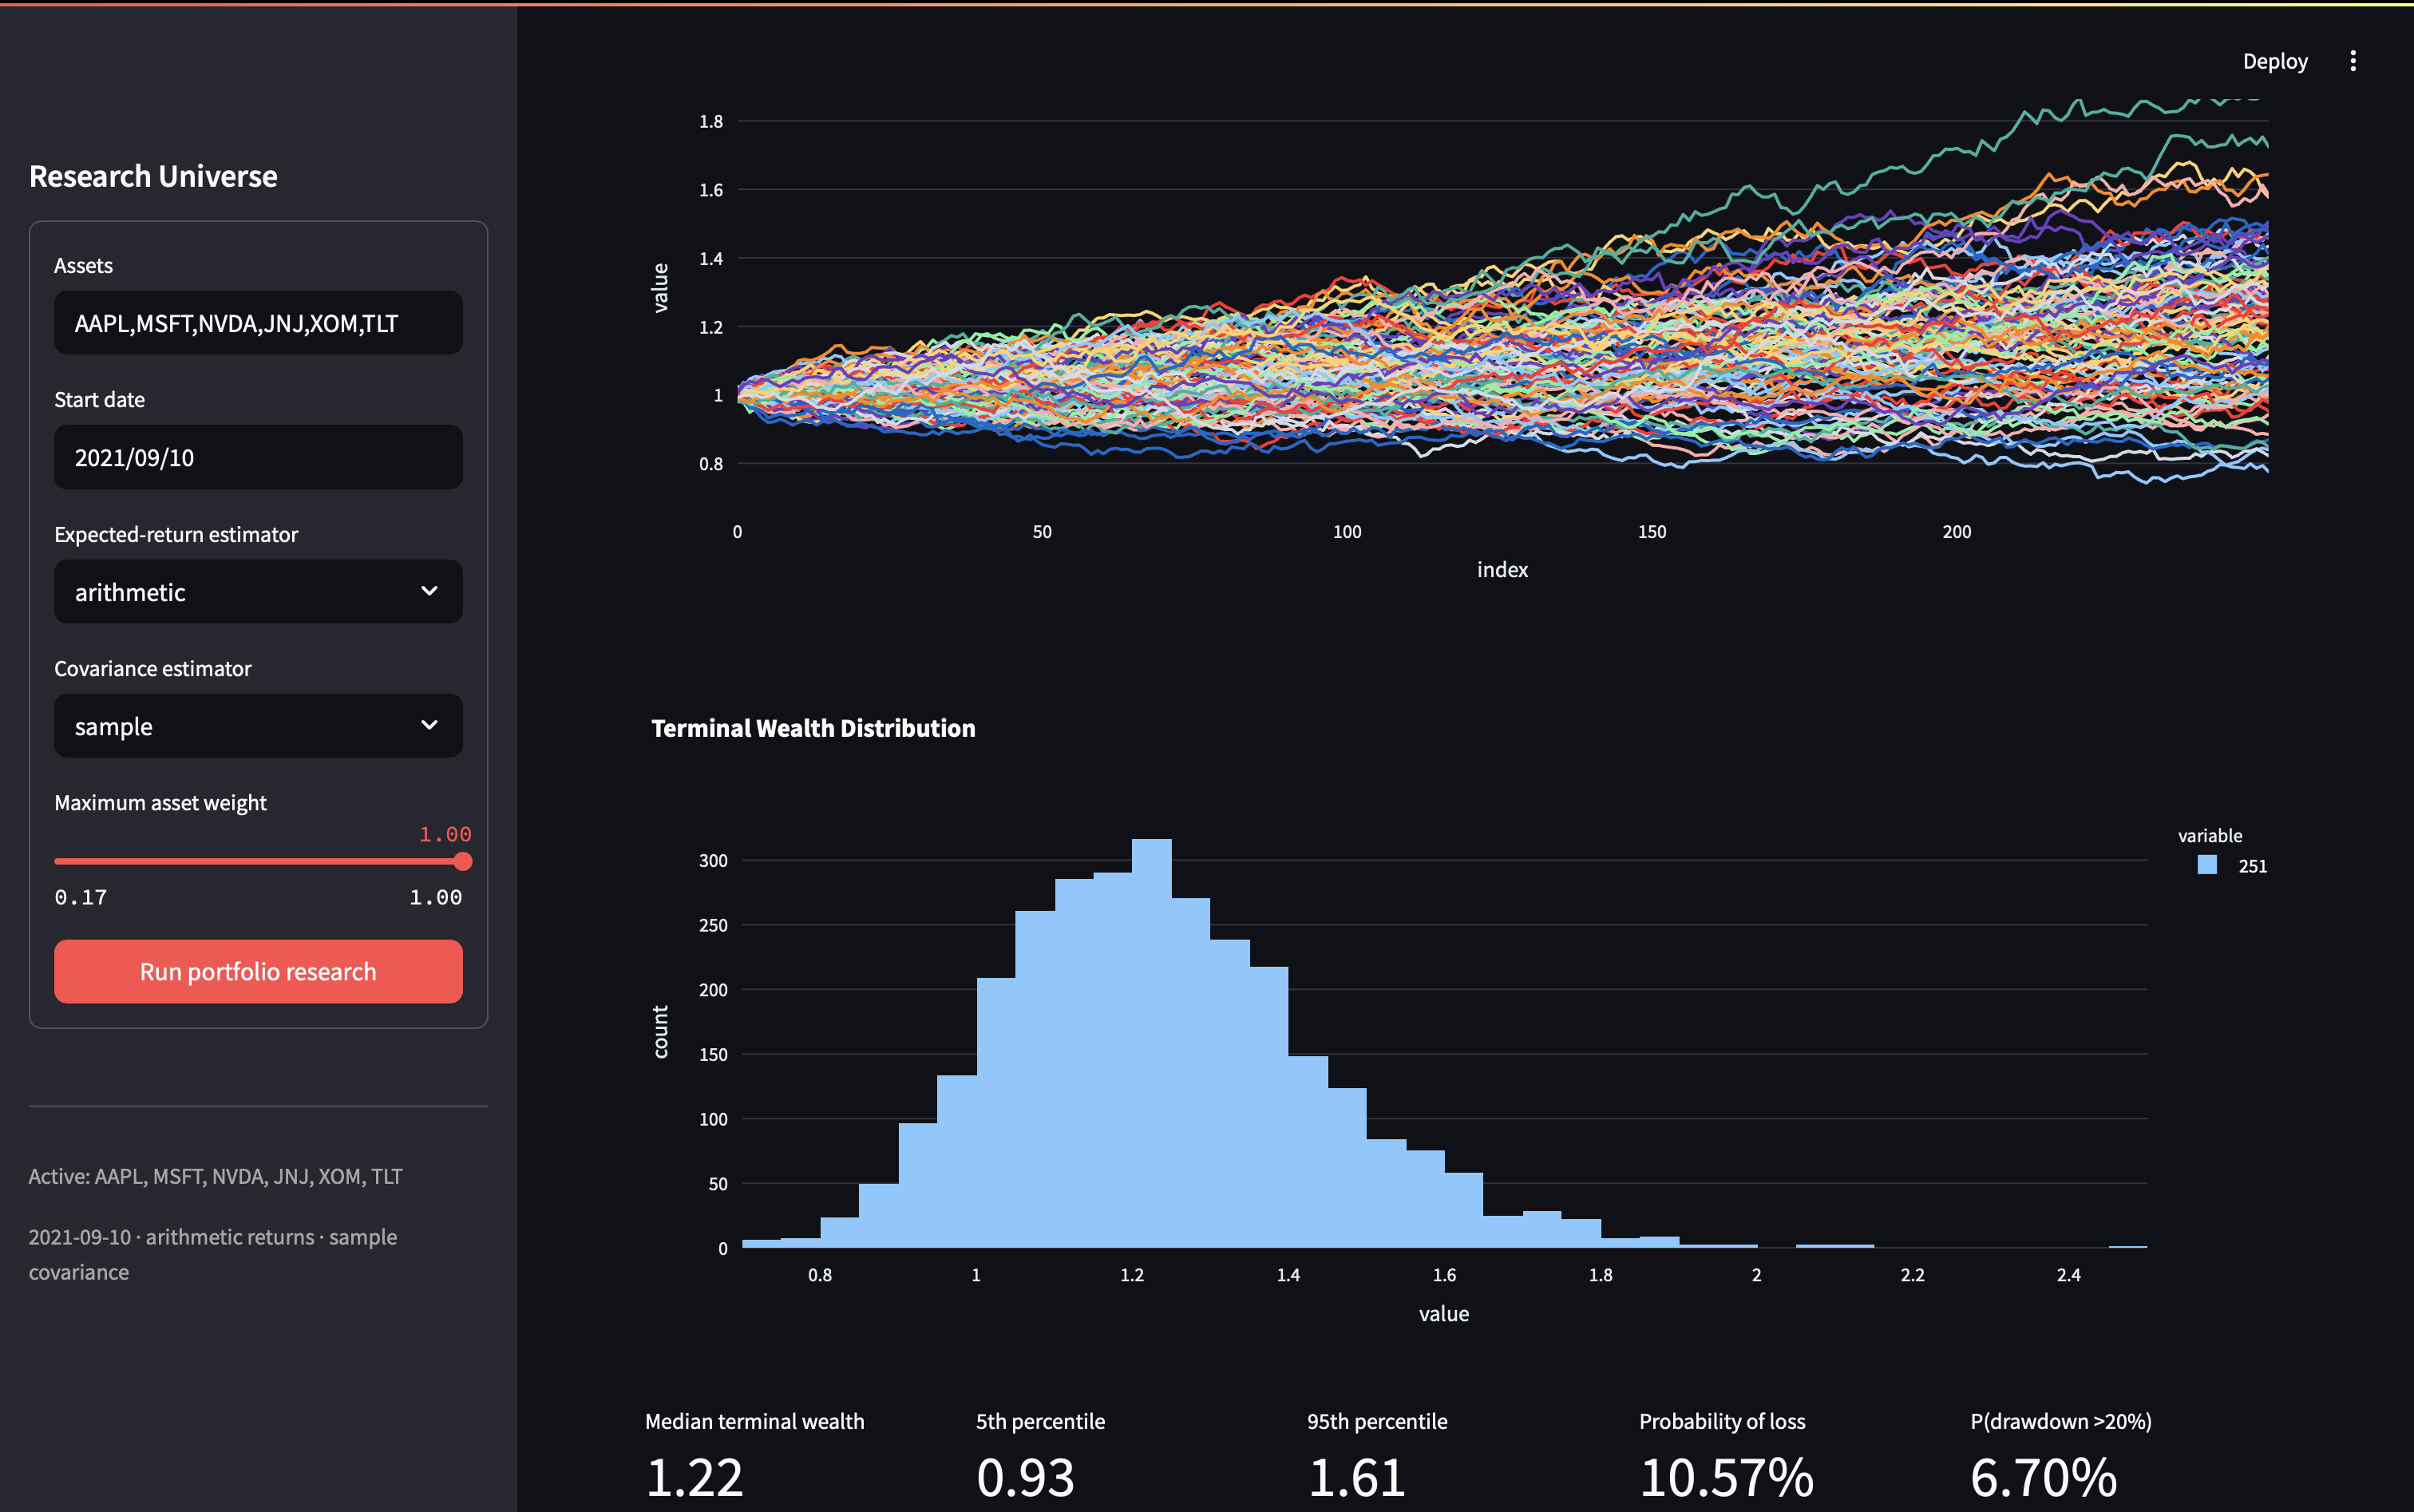 Deploy
Research Universe
Assets
AAPL,MSFT,NVDA,JNJ,XOM,TLT
Start date
2021/09/10
Expected-return estimator
arithmetic
Covariance estimator
sample
Maximum asset weight
1.00
0.17 1.00
Run portfolio research
Active: AAPL, MSFT, NVDA, JNJ, XOM, TLT
2021-09-10 · arithmetic returns · sample
covariance
value
1.8
1.6
1.4
1.2
1
0.8
0 50 100 150 200
index
Terminal Wealth Distribution
variable
251
count
300
250
200
150
100
50
0
0.8 1 1.2 1.4 1.6 1.8 2 2.2 2.4
value
Median terminal wealth
1.22
5th percentile
0.93
95th percentile
1.61
Probability of loss
10.57%
P(drawdown >20%)
6.70%